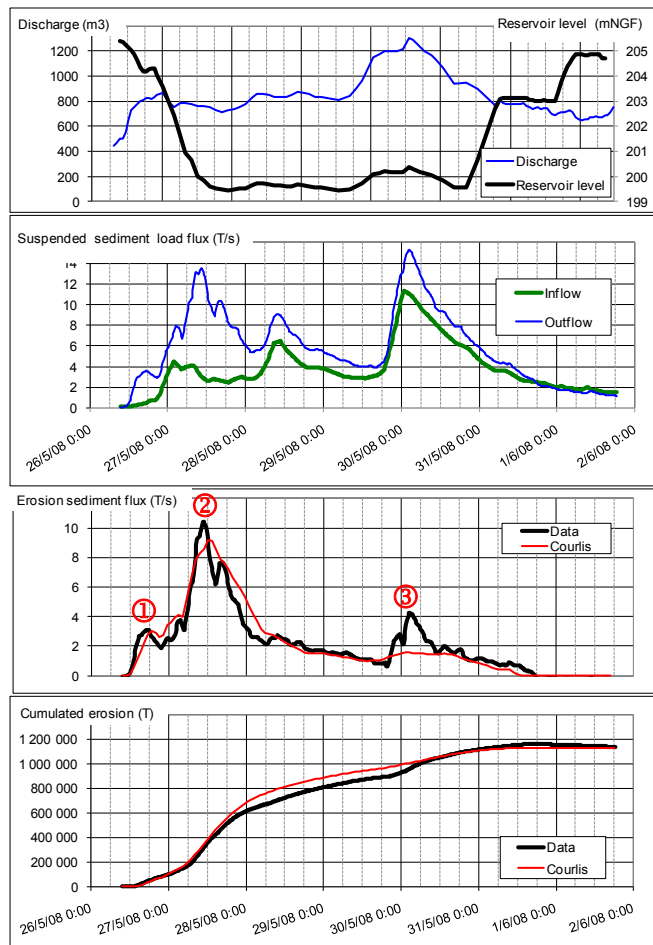 Discharge (m3) Reservoir level (mNGF)
1200 205
1000 204
800 203
600 202
400 201
200 200
0 199
Discharge
Reservoir level
Suspended sediment load flux (T/s)
14
12
10
8
6
4
2
0
Inflow
Outflow
26/5/08 0:00 27/5/08 0:00 28/5/08 0:00 29/5/08 0:00 30/5/08 0:00 31/5/08 0:00 1/6/08 0:00 2/6/08 0:00
Erosion sediment flux (T/s)
10
8
6
4
2
0
① ② ③
Data
Courlis
Cumulated erosion (T)
1 200 000
1 000 000
800 000
600 000
400 000
200 000
0
Data
Courlis
26/5/08 0:00 27/5/08 0:00 28/5/08 0:00 29/5/08 0:00 30/5/08 0:00 31/5/08 0:00 1/6/08 0:00 2/6/08 0:00